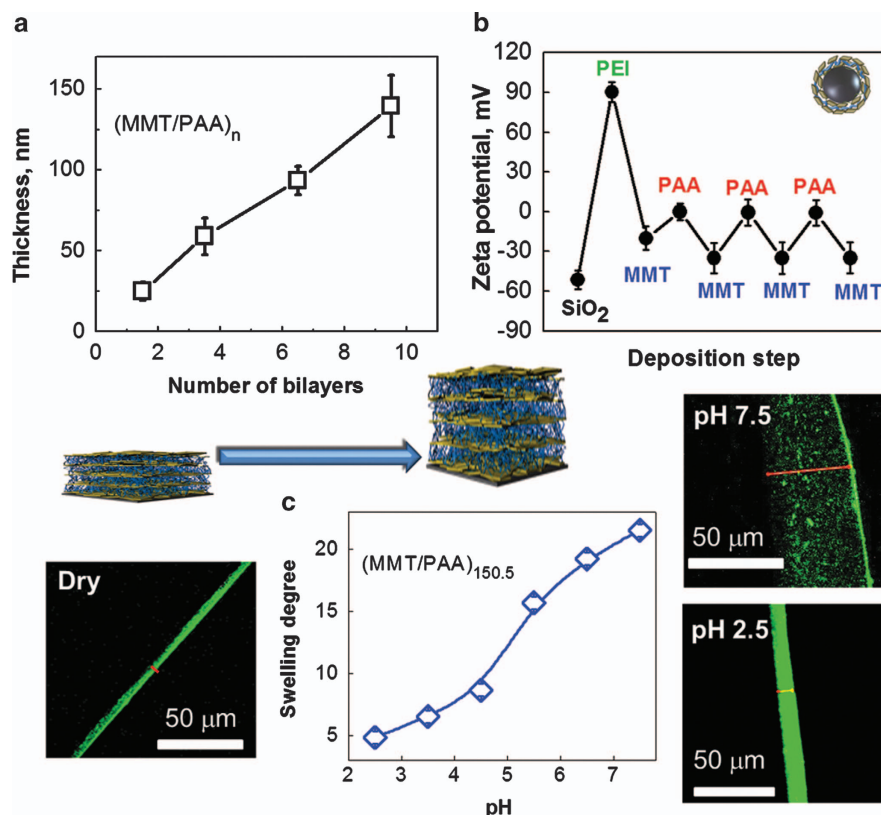 a
150
100
50
0
Thickness, nm
(MMT/PAA)n
0 2 4 6 8 10
Number of bilayers
b
120
90
60
30
0
-30
-60
-90
Zeta potential, mV
PEI
PAA PAA PAA
SiO2
MMT
MMT MMT MMT
Deposition step
pH 7.5
50 μm
Dry
50 μm
c
20
15
10
5
Swelling degree
(MMT/PAA)150.5
2 3 4 5 6 7
pH
pH 2.5
50 μm